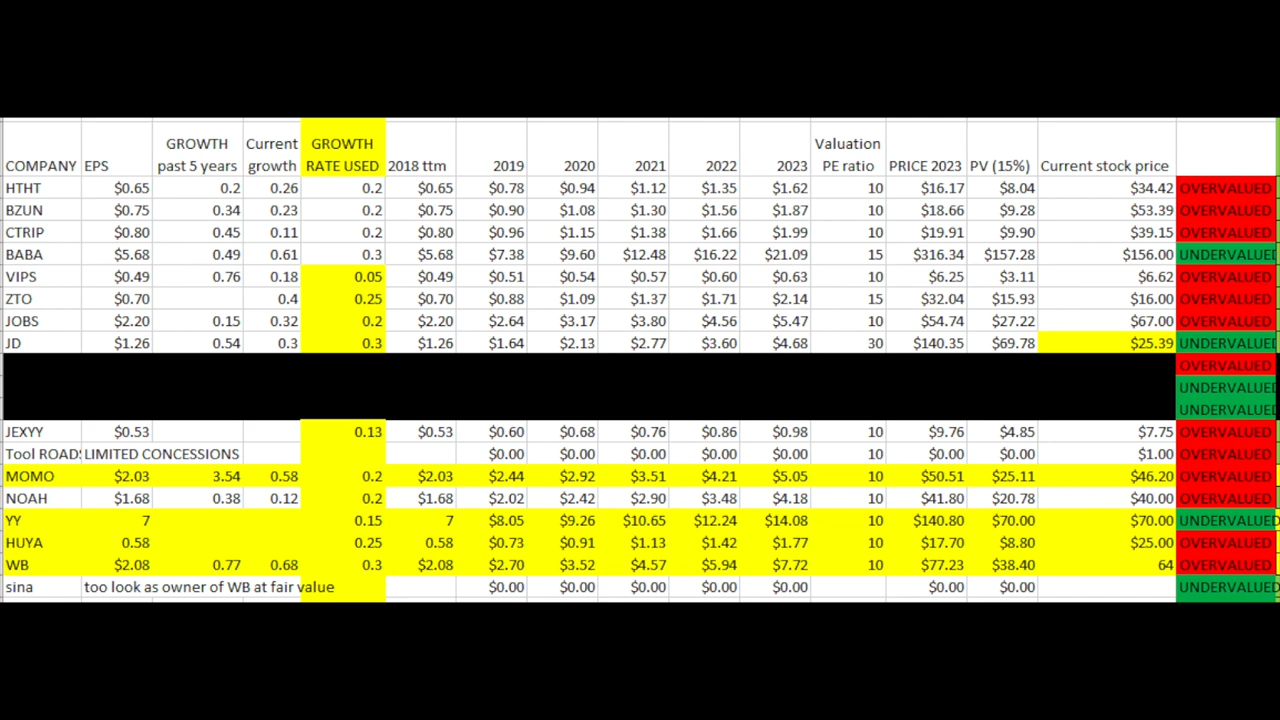 GROWTH Current GROWTH Valuation
COMPANY EPS past 5 years growth RATE USED 2018 ttm 2019 2020 2021 2022 2023 PE ratio PRICE 2023 PV (15%) Current stock price
HTHT $0.65 0.2 0.26 0.2 $0.65 $0.78 $0.94 $1.12 $1.35 $1.62 10 $16.17 $8.04 $34.42 OVERVALUED
BZUN $0.75 0.34 0.23 0.2 $0.75 $0.90 $1.08 $1.30 $1.56 $1.87 10 $18.66 $9.28 $53.39 OVERVALUED
CTRIP $0.80 0.45 0.11 0.2 $0.80 $0.96 $1.15 $1.38 $1.66 $1.99 10 $19.91 $9.90 $39.15 OVERVALUED
BABA $5.68 0.49 0.61 0.3 $5.68 $7.38 $9.60 $12.48 $16.22 $21.09 15 $316.34 $157.28 $156.00 UNDERVALUED
VIPS $0.49 0.76 0.18 0.05 $0.49 $0.51 $0.54 $0.57 $0.60 $0.63 10 $6.25 $3.11 $6.62 OVERVALUED
ZTO $0.70 0.4 0.25 $0.70 $0.88 $1.09 $1.37 $1.71 $2.14 15 $32.04 $15.93 $16.00 OVERVALUED
JOBS $2.20 0.15 0.32 0.2 $2.20 $2.64 $3.17 $3.80 $4.56 $5.47 10 $54.74 $27.22 $67.00 OVERVALUED
JD $1.26 0.54 0.3 0.3 $1.26 $1.64 $2.13 $2.77 $3.60 $4.68 30 $140.35 $69.78 $25.39 UNDERVALUED
OVERVALUED
UNDERVALUED
UNDERVALUED
JEXYY $0.53 0.13 $0.53 $0.60 $0.68 $0.76 $0.86 $0.98 10 $9.76 $4.85 $7.75 OVERVALUED
Tool ROADS LIMITED CONCESSIONS $0.00 $0.00 $0.00 $0.00 $0.00 10 $0.00 $0.00 $1.00 OVERVALUED
MOMO $2.03 3.54 0.58 0.2 $2.03 $2.44 $2.92 $3.51 $4.21 $5.05 10 $50.51 $25.11 $46.20 OVERVALUED
NOAH $1.68 0.38 0.12 0.2 $1.68 $2.02 $2.42 $2.90 $3.48 $4.18 10 $41.80 $20.78 $40.00 OVERVALUED
YY 7 0.15 7 $8.05 $9.26 $10.65 $12.24 $14.08 10 $140.80 $70.00 $70.00 UNDERVALUED
HUYA 0.58 0.25 0.58 $0.73 $0.91 $1.13 $1.42 $1.77 10 $17.70 $8.80 $25.00 OVERVALUED
WB $2.08 0.77 0.68 0.3 $2.08 $2.70 $3.52 $4.57 $5.94 $7.72 10 $77.23 $38.40 64 OVERVALUED
sina too look as owner of WB at fair value $0.00 $0.00 $0.00 $0.00 $0.00 $0.00 $0.00 UNDERVALUED